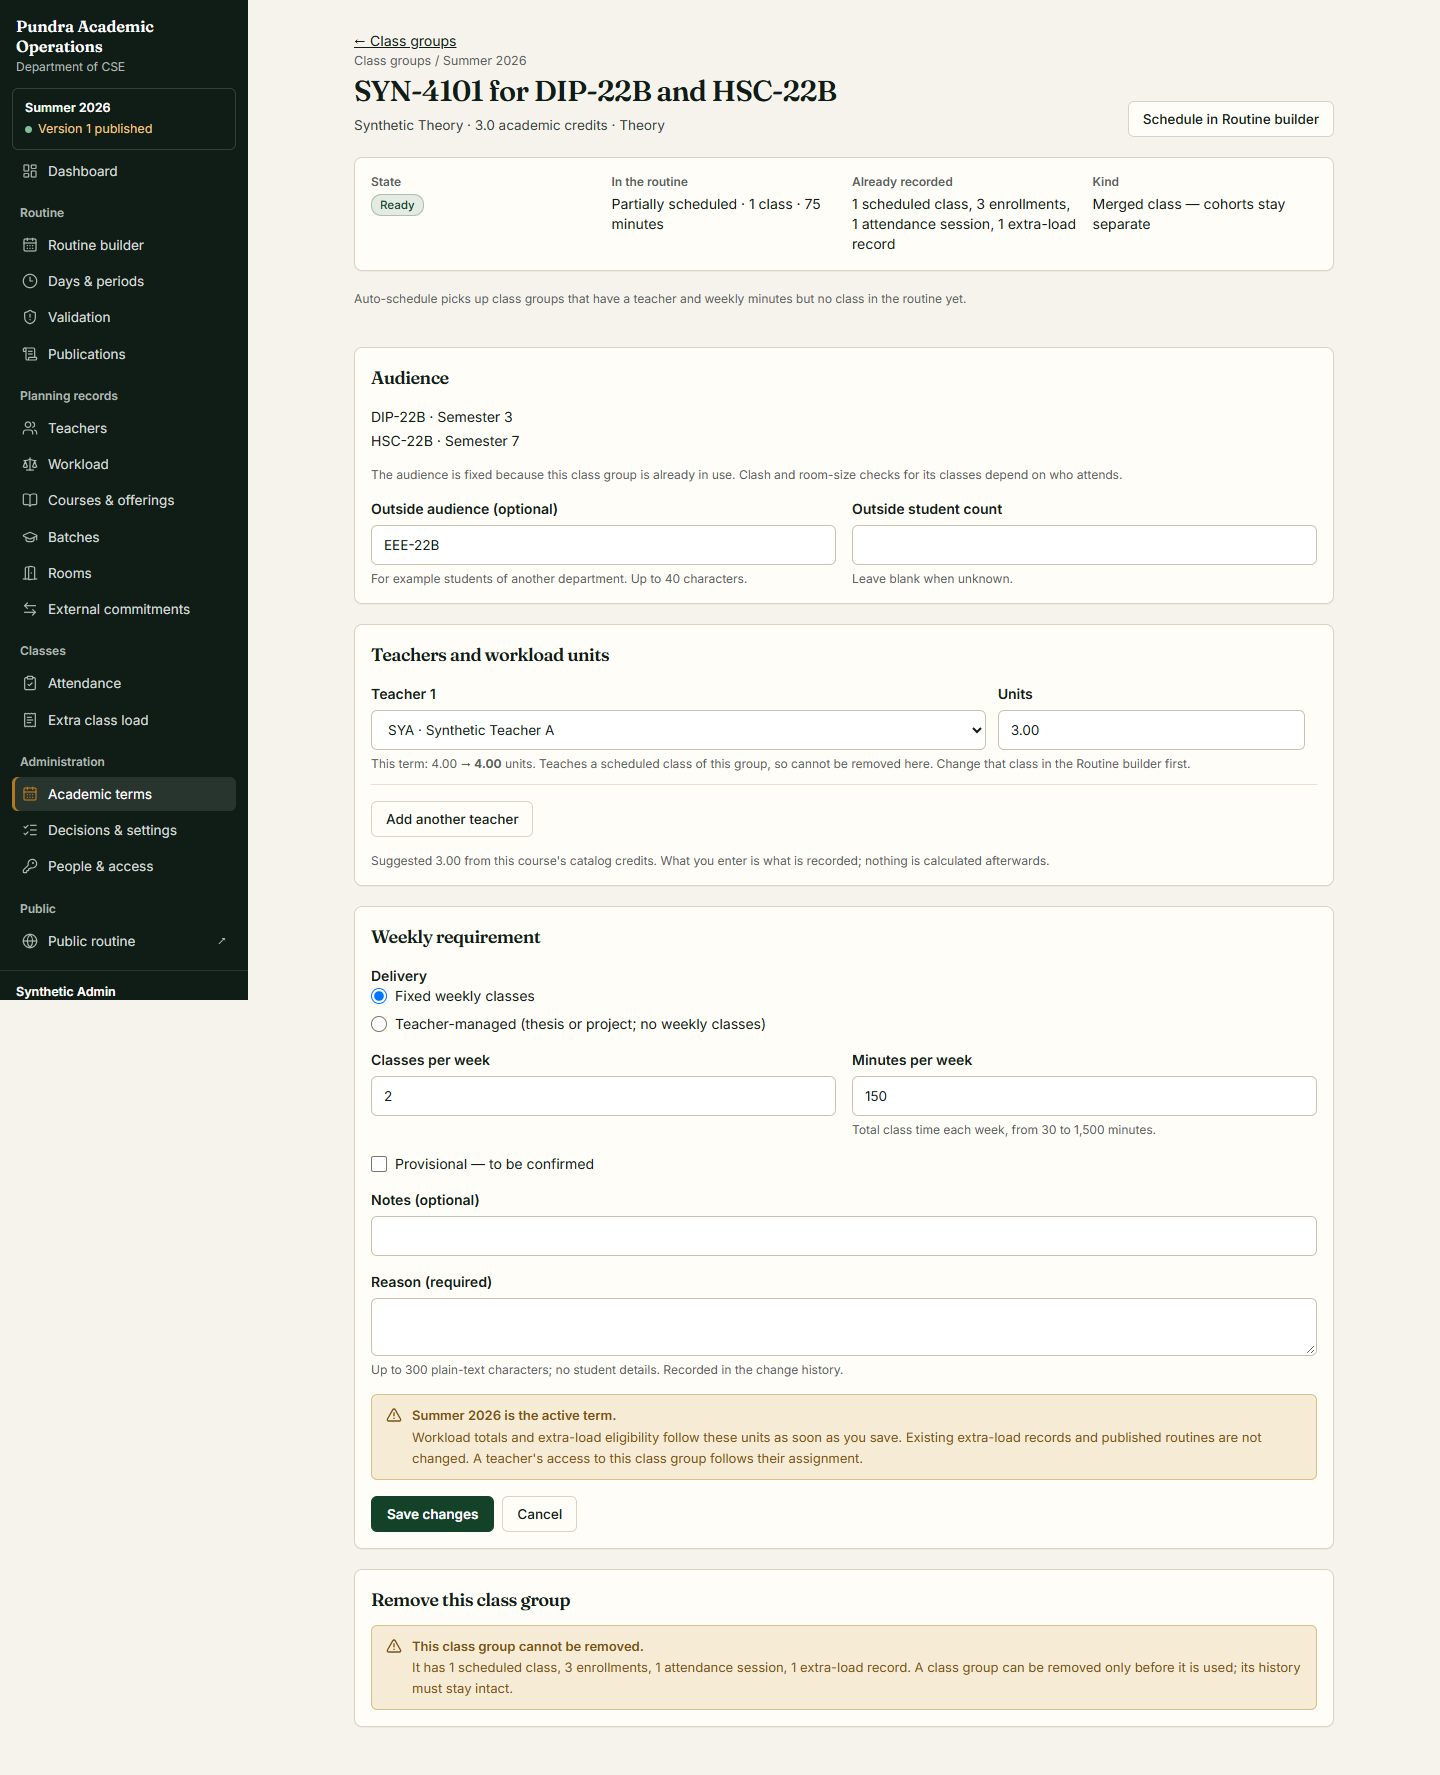 Pundra Academic
Operations
Department of CSE
Summer 2026
Version 1 published
Dashboard
Routine
Routine builder
Days & periods
Validation
Publications
Planning records
Teachers
Workload
Courses & offerings
Batches
Rooms
External commitments
Classes
Attendance
Extra class load
Administration
Academic terms
Decisions & settings
People & access
Public
Public routine ↗
Synthetic Admin
← Class groups
Class groups / Summer 2026
SYN-4101 for DIP-22B and HSC-22B
Synthetic Theory · 3.0 academic credits · Theory
Schedule in Routine builder
State
Ready
In the routine
Partially scheduled · 1 class · 75
minutes
Already recorded
1 scheduled class, 3 enrollments,
1 attendance session, 1 extra-load
record
Kind
Merged class — cohorts stay
separate
Auto-schedule picks up class groups that have a teacher and weekly minutes but no class in the routine yet.
Audience
DIP-22B · Semester 3
HSC-22B · Semester 7
The audience is fixed because this class group is already in use. Clash and room-size checks for its classes depend on who attends.
Outside audience (optional)
EEE-22B
For example students of another department. Up to 40 characters.
Outside student count
Leave blank when unknown.
Teachers and workload units
Teacher 1
SYA · Synthetic Teacher A
Units
3.00
This term: 4.00 → 4.00 units. Teaches a scheduled class of this group, so cannot be removed here. Change that class in the Routine builder first.
Add another teacher
Suggested 3.00 from this course's catalog credits. What you enter is what is recorded; nothing is calculated afterwards.
Weekly requirement
Delivery
Fixed weekly classes
Teacher-managed (thesis or project; no weekly classes)
Classes per week
2
Minutes per week
150
Total class time each week, from 30 to 1,500 minutes.
Provisional — to be confirmed
Notes (optional)
Reason (required)
Up to 300 plain-text characters; no student details. Recorded in the change history.
Summer 2026 is the active term.
Workload totals and extra-load eligibility follow these units as soon as you save. Existing extra-load records and published routines are not
changed. A teacher's access to this class group follows their assignment.
Save changes
Cancel
Remove this class group
This class group cannot be removed.
It has 1 scheduled class, 3 enrollments, 1 attendance session, 1 extra-load record. A class group can be removed only before it is used; its history
must stay intact.